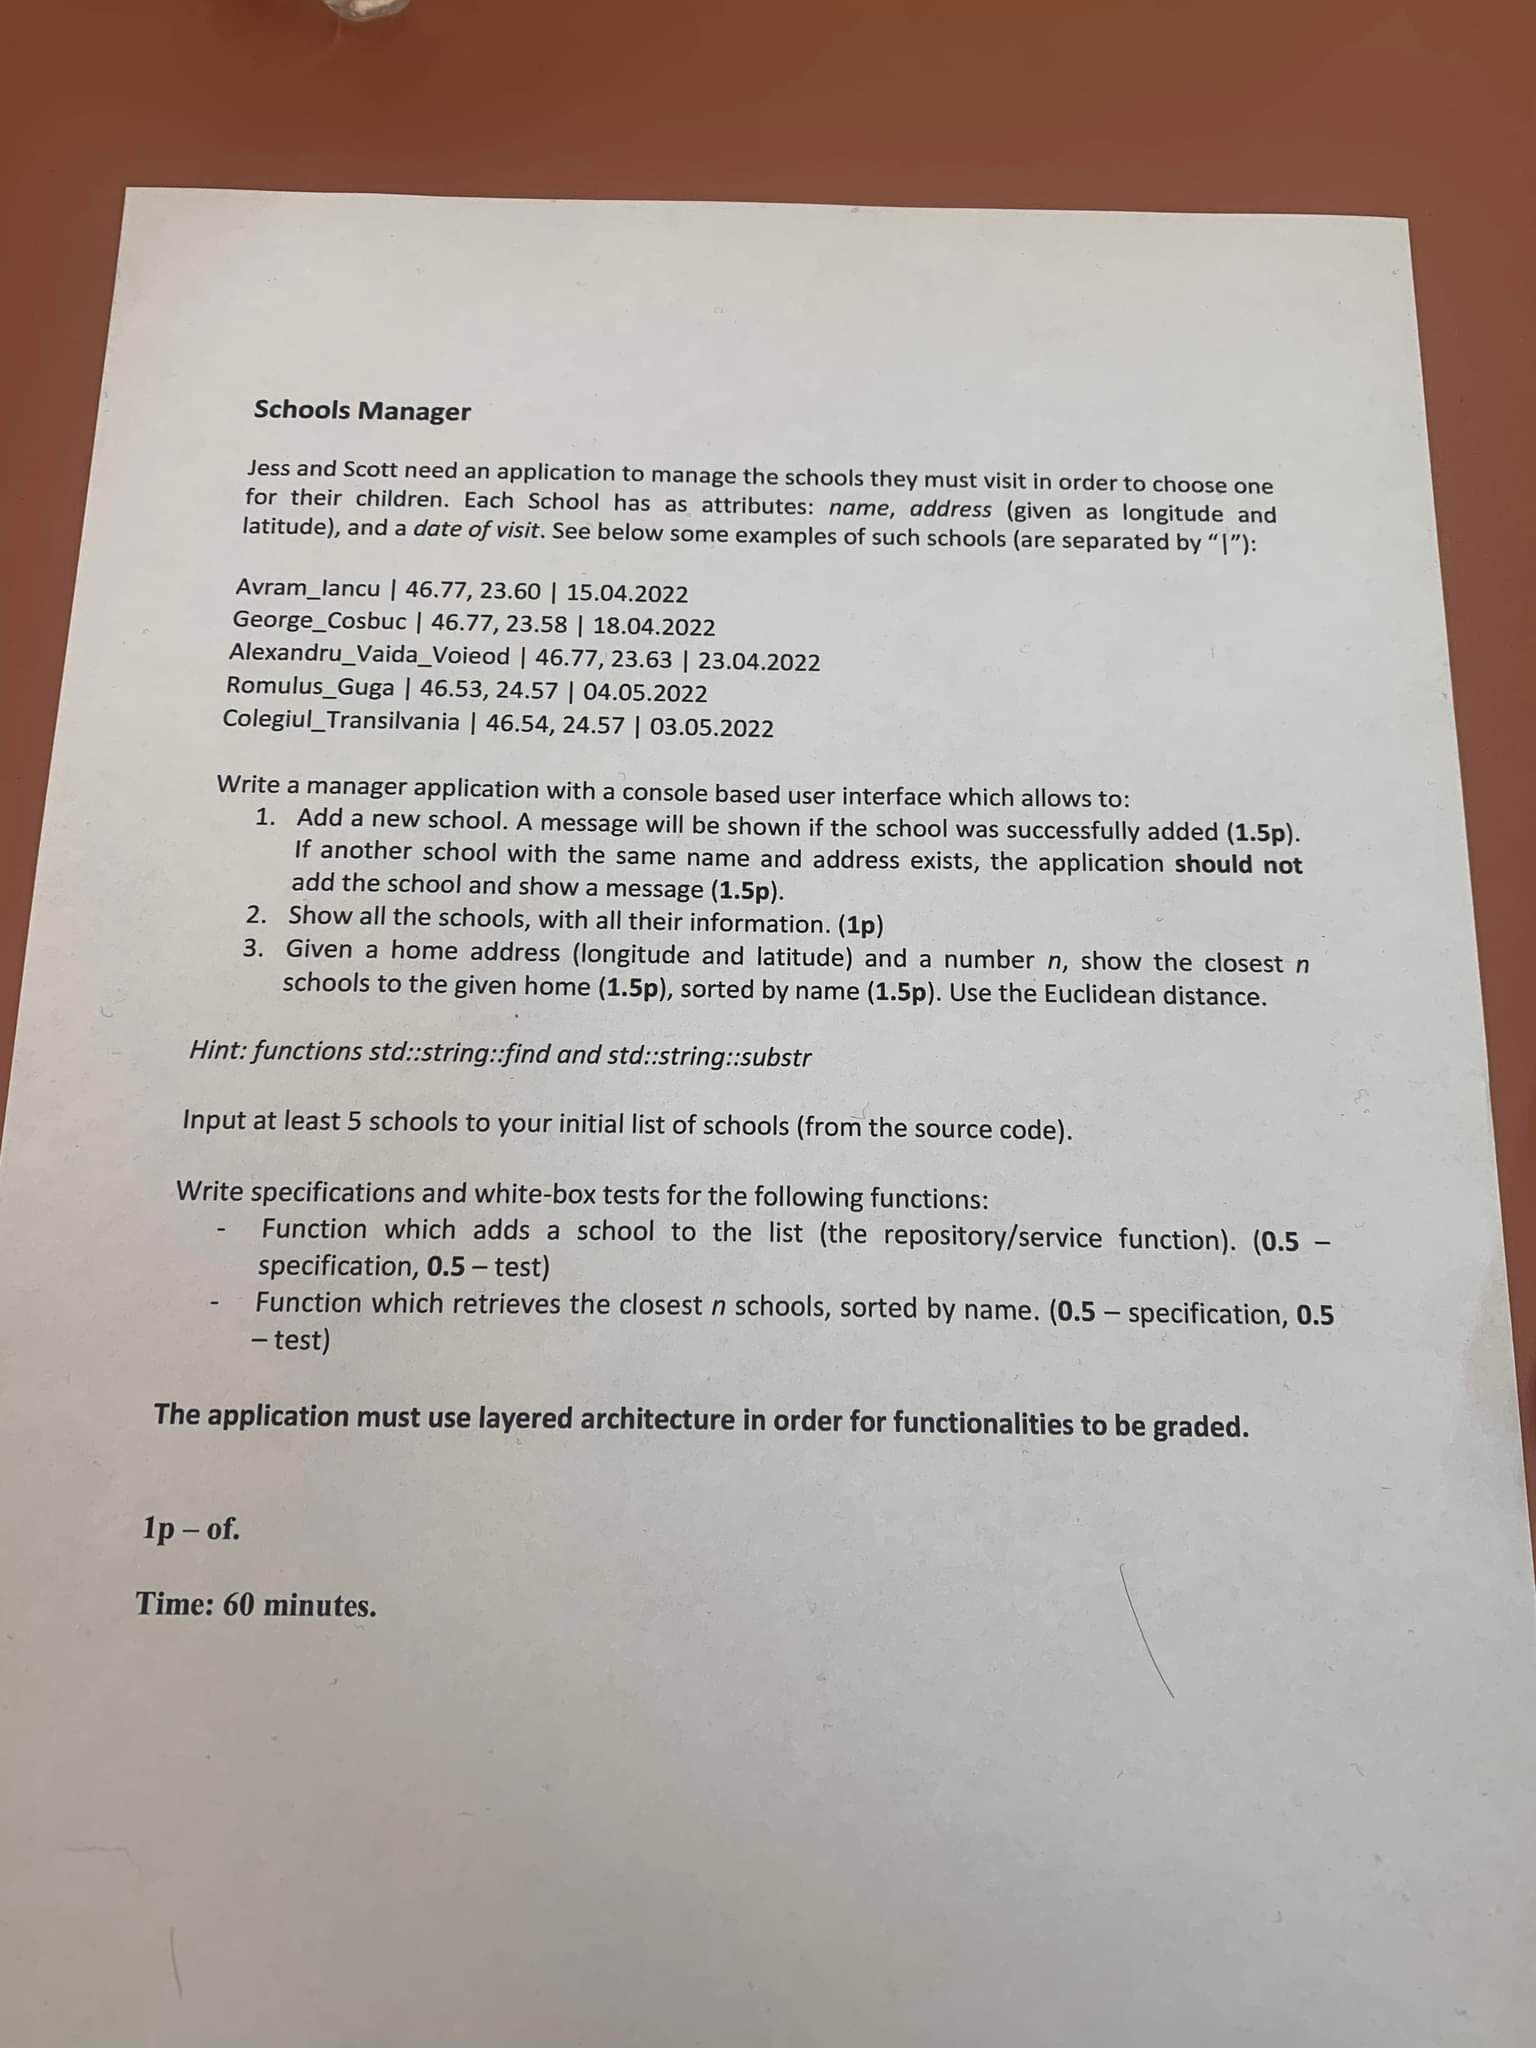 Schools Manager
Jess and Scott need an application to manage the schools they must visit in order to choose one
for their children. Each School has as attributes: name, address (given as longitude and
latitude), and a date of visit. See below some examples of such schools (are separated by “|”):
Avram_Iancu | 46.77, 23.60 | 15.04.2022
George_Cosbuc | 46.77, 23.58 | 18.04.2022
Alexandru_Vaida_Voieod | 46.77, 23.63 | 23.04.2022
Romulus_Guga | 46.53, 24.57 | 04.05.2022
Colegiul_Transilvania | 46.54, 24.57 | 03.05.2022
Write a manager application with a console based user interface which allows to:
1. Add a new school. A message will be shown if the school was successfully added (1.5p).
If another school with the same name and address exists, the application should not
add the school and show a message (1.5p).
2. Show all the schools, with all their information. (1p)
3. Given a home address (longitude and latitude) and a number n, show the closest n
schools to the given home (1.5p), sorted by name (1.5p). Use the Euclidean distance.
Hint: functions std::string::find and std::string::substr
Input at least 5 schools to your initial list of schools (from the source code).
Write specifications and white-box tests for the following functions:
- Function which adds a school to the list (the repository/service function). (0.5 –
specification, 0.5 – test)
- Function which retrieves the closest n schools, sorted by name. (0.5 – specification, 0.5
– test)
The application must use layered architecture in order for functionalities to be graded.
1p – of.
Time: 60 minutes.